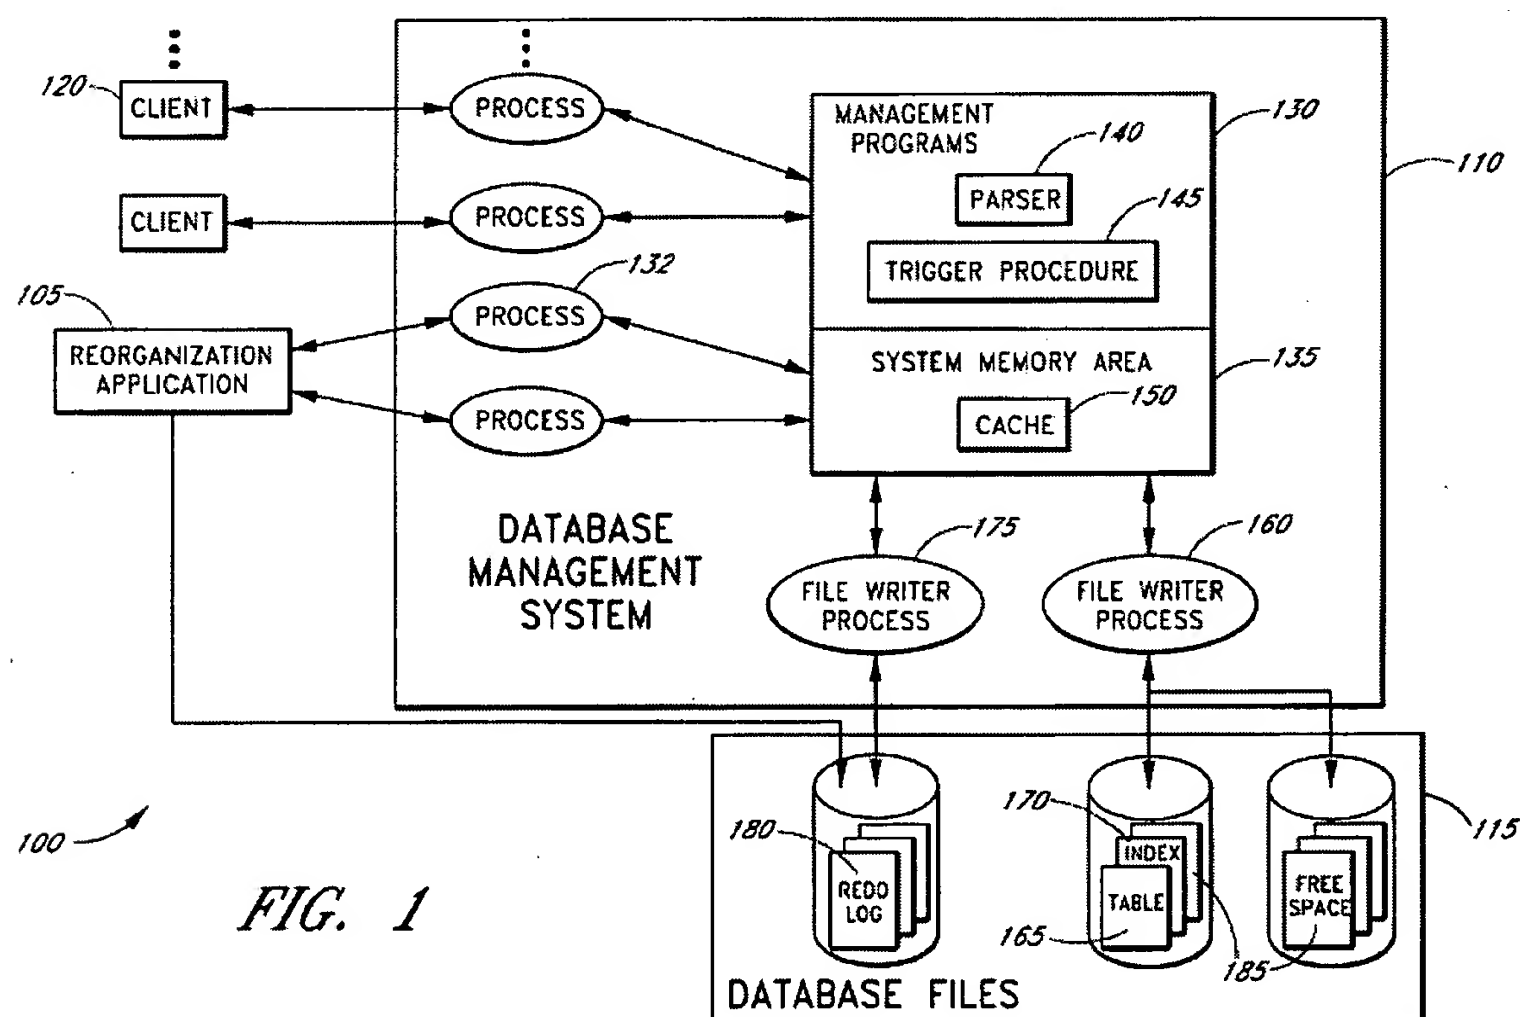 120
CLIENT
PROCESS
MANAGEMENT
PROGRAMS
130
140
110
PARSER
CLIENT
PROCESS
145
TRIGGER PROCEDURE
132
105
PROCESS
REORGANIZATION
APPLICATION
SYSTEM MEMORY AREA
135
150
PROCESS
CACHE
DATABASE
MANAGEMENT
SYSTEM
175
160
FILE WRITER
PROCESS
FILE WRITER
PROCESS
100
180
170
115
REDO
LOG
INDEX
TABLE
165
FREE
SPACE
185
FIG. 1
DATABASE FILES